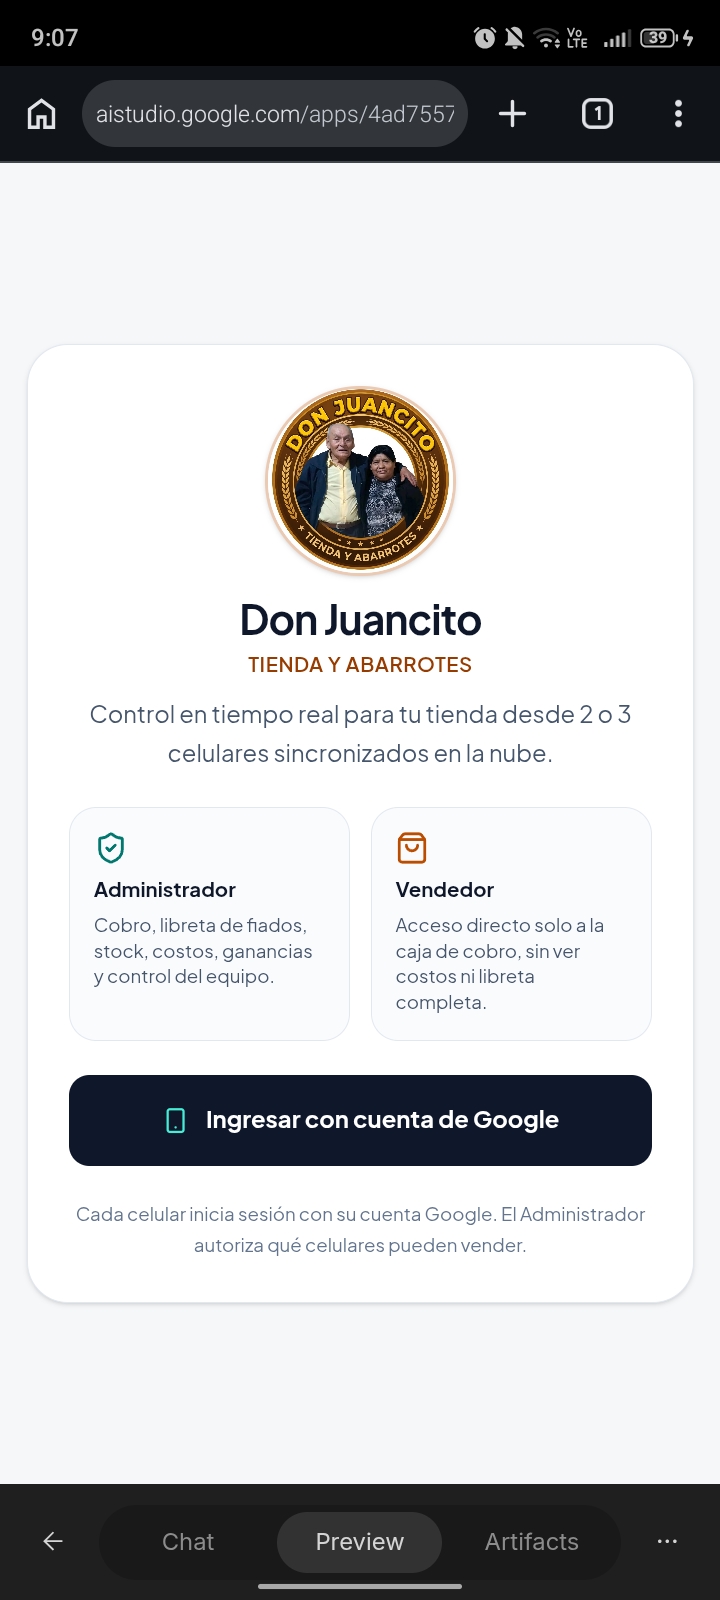 9:07
Vo
LTE
39
aistudio.google.com/apps/4ad7557
1
DON JUANCITO
TIENDA Y ABARROTES
Don Juancito
TIENDA Y ABARROTES
Control en tiempo real para tu tienda desde 2 o 3
celulares sincronizados en la nube.
Administrador
Cobro, libreta de fiados,
stock, costos, ganancias
y control del equipo.
Vendedor
Acceso directo solo a la
caja de cobro, sin ver
costos ni libreta
completa.
Ingresar con cuenta de Google
Cada celular inicia sesión con su cuenta Google. El Administrador
autoriza qué celulares pueden vender.
Chat
Preview
Artifacts